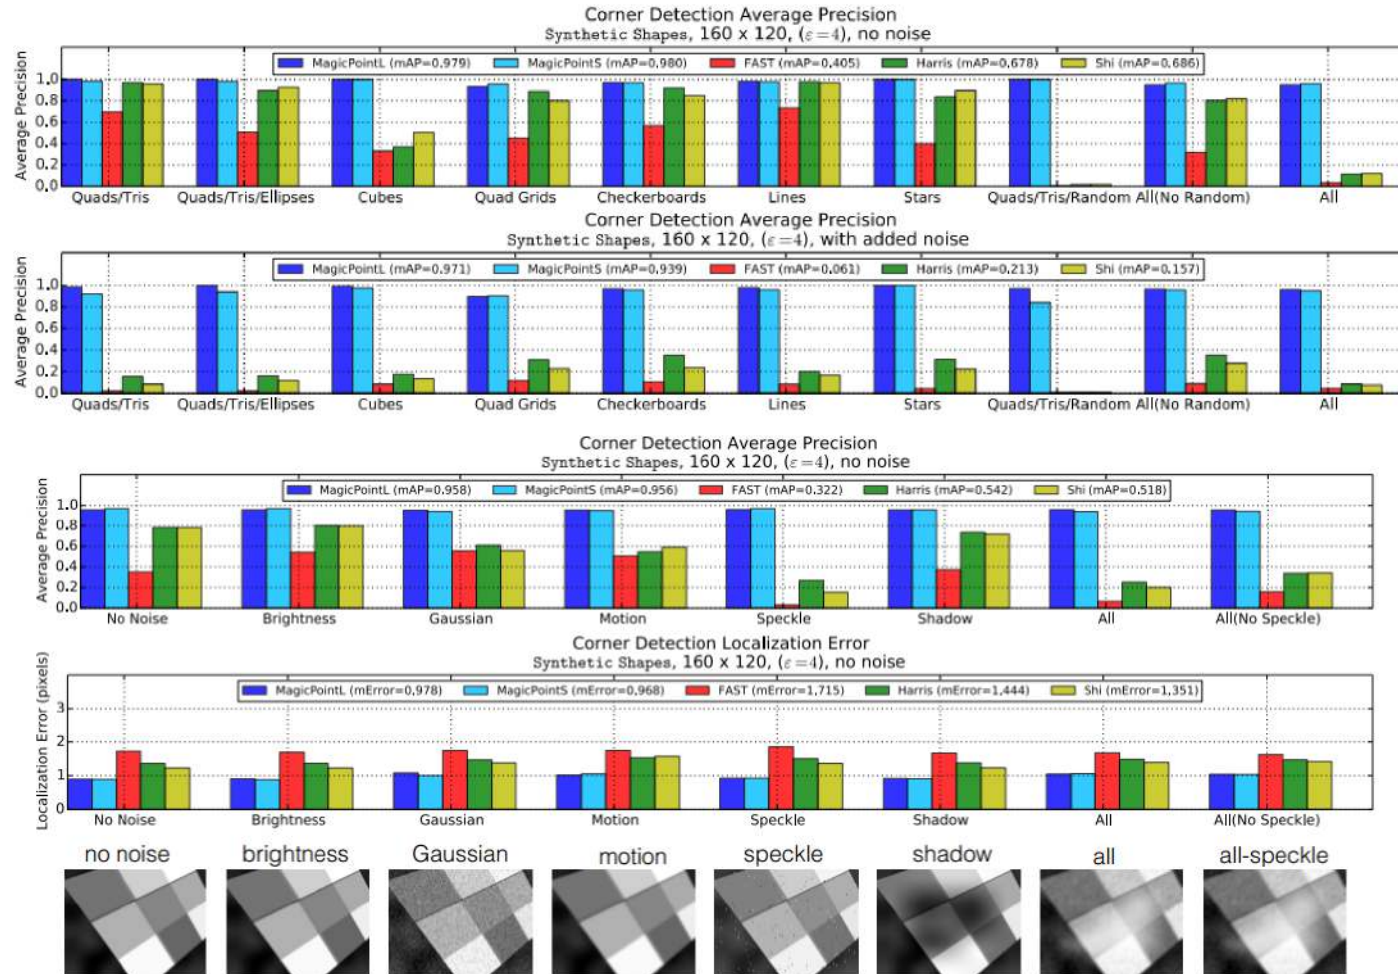 Corner Detection Average Precision
Synthetic Shapes, 160 x 120, (ε=4), no noise
MagicPointL (mAP=0.979) MagicPointS (mAP=0.980) FAST (mAP=0.405) Harris (mAP=0.678) Shi (mAP=0.686)
Average Precision
1.0
0.8
0.6
0.4
0.2
0.0
Quads/Tris Quads/Tris/Ellipses Cubes Quad Grids Checkerboards Lines Stars Quads/Tris/Random All(No Random) All
Corner Detection Average Precision
Synthetic Shapes, 160 x 120, (ε=4), with added noise
MagicPointL (mAP=0.971) MagicPointS (mAP=0.939) FAST (mAP=0.061) Harris (mAP=0.213) Shi (mAP=0.157)
Average Precision
1.0
0.8
0.6
0.4
0.2
0.0
Quads/Tris Quads/Tris/Ellipses Cubes Quad Grids Checkerboards Lines Stars Quads/Tris/Random All(No Random) All
Corner Detection Average Precision
Synthetic Shapes, 160 x 120, (ε=4), no noise
MagicPointL (mAP=0.958) MagicPointS (mAP=0.956) FAST (mAP=0.322) Harris (mAP=0.542) Shi (mAP=0.518)
Average Precision
1.0
0.8
0.6
0.4
0.2
0.0
No Noise Brightness Gaussian Motion Speckle Shadow All All(No Speckle)
Corner Detection Localization Error
Synthetic Shapes, 160 x 120, (ε=4), no noise
MagicPointL (mError=0.978) MagicPointS (mError=0.968) FAST (mError=1.715) Harris (mError=1.444) Shi (mError=1.351)
Localization Error (pixels)
3
2
1
0
No Noise Brightness Gaussian Motion Speckle Shadow All All(No Speckle)
no noise brightness Gaussian motion speckle shadow all all-speckle